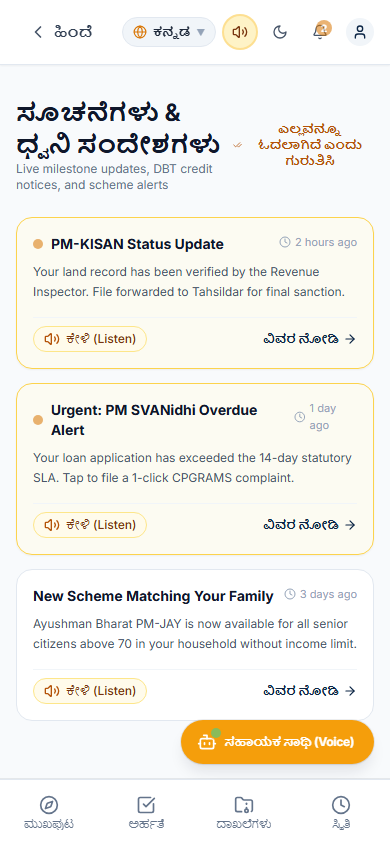 ಹಿಂದೆ
ಕನ್ನಡ ▼
ಸೂಚನೆಗಳು &
ಧ್ವನಿ ಸಂದೇಶಗಳು
ಎಲ್ಲವನ್ನೂ
ಓದಲಾಗಿದೆ ಎಂದು
ಗುರುತಿಸಿ
Live milestone updates, DBT credit
notices, and scheme alerts
PM-KISAN Status Update
2 hours ago
Your land record has been verified by the Revenue
Inspector. File forwarded to Tahsildar for final sanction.
ಕೇಳಿ (Listen)
ವಿವರ ನೋಡಿ →
Urgent: PM SVANidhi Overdue
Alert
1 day
ago
Your loan application has exceeded the 14-day statutory
SLA. Tap to file a 1-click CPGRAMS complaint.
ಕೇಳಿ (Listen)
ವಿವರ ನೋಡಿ →
New Scheme Matching Your Family
3 days ago
Ayushman Bharat PM-JAY is now available for all senior
citizens above 70 in your household without income limit.
ಕೇಳಿ (Listen)
ವಿವರ ನೋಡಿ →
ಸಹಾಯಕ ಸಾಥಿ (Voice)
ಮುಖಪುಟ
ಅರ್ಹತೆ
ದಾಖಲೆಗಳು
ಸ್ಥಿತಿ